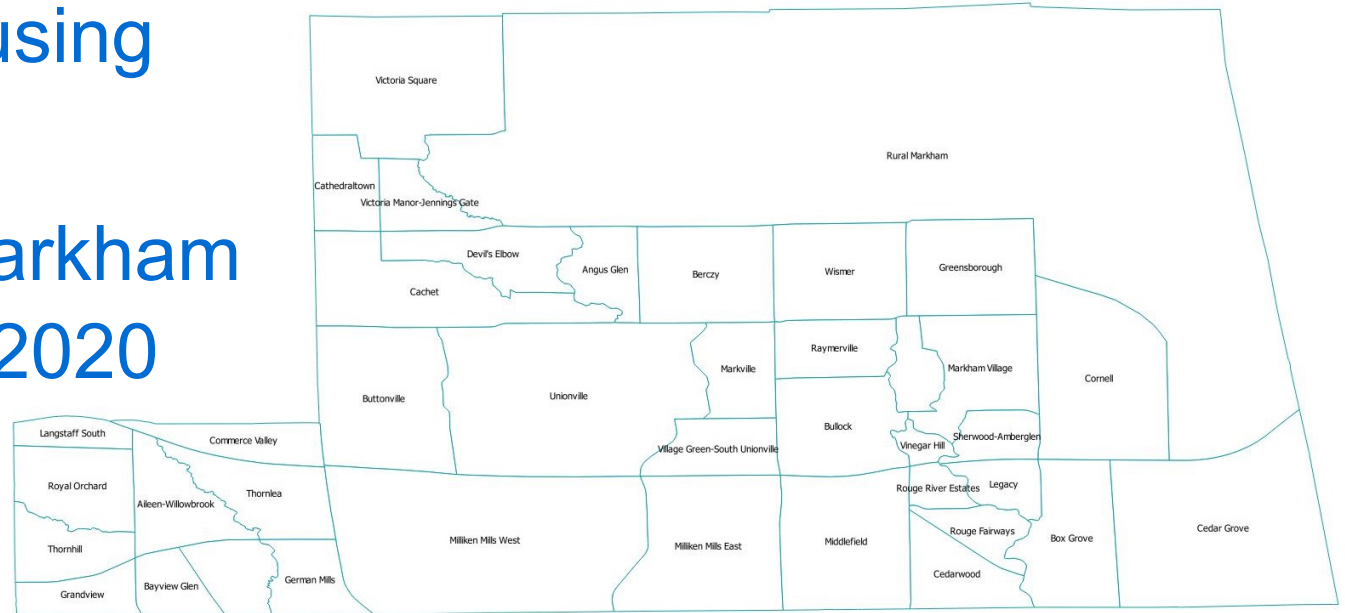 using
arkham
2020
Victoria Square
Rural Markham
Cathedraltown
Victoria Manor-Jennings Gate
Devil's Elbow
Angus Glen
Berczy
Wismer
Greensborough
Cachet
Raymerville
Markville
Markham Village
Cornell
Buttonville
Unionville
Bullock
Langstaff South
Commerce Valley
Village Green-South Unionville
Vinegar Hill
Sherwood-Amberglen
Royal Orchard
Aileen-Willowbrook
Thornlea
Rouge River Estates
Legacy
Thornhill
Milliken Mills West
Milliken Mills East
Middlefield
Rouge Fairways
Box Grove
Cedar Grove
Grandview
Bayview Glen
German Mills
Cedarwood